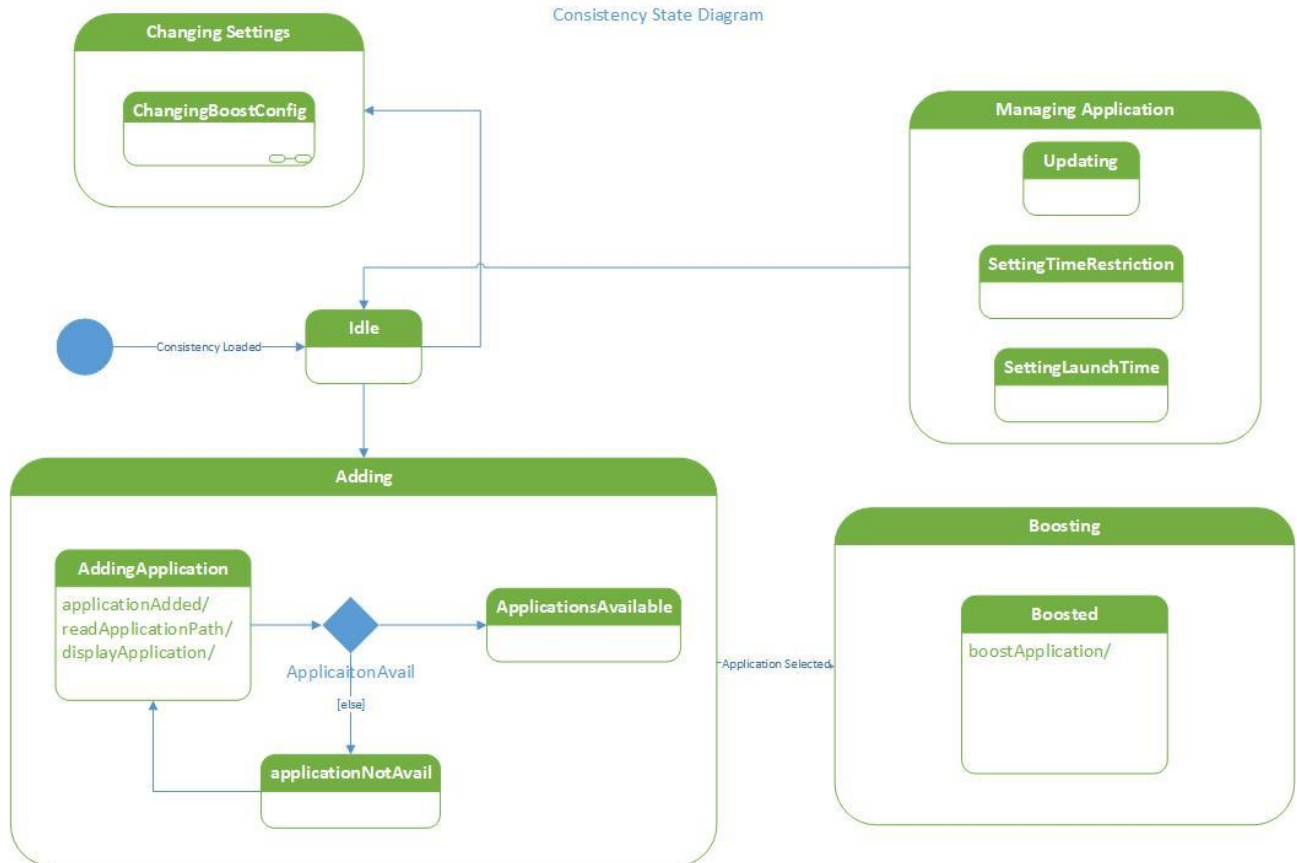 Consistency State Diagram
Changing Settings
ChangingBoostConfig
Managing Application
Updating
SettingTimeRestriction
SettingLaunchTime
Consistency Loaded
Idle
Adding
AddingApplication
applicationAdded/
readApplicationPath/
displayApplication/
ApplicaitonAvail
[else]
ApplicationsAvailable
applicationNotAvail
Application Selected
Boosting
Boosted
boostApplication/